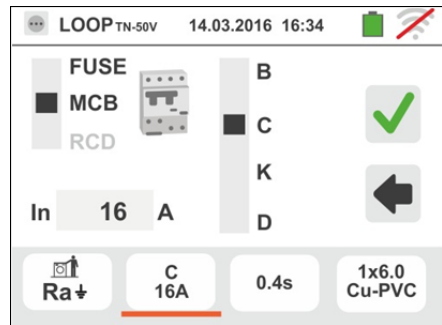 LOOP TN-50V 14.03.2016 16:34
FUSE
MCB
RCD
B
C
K
D
In 16 A
Ra
C
16A
0.4s
1x6.0
Cu-PVC